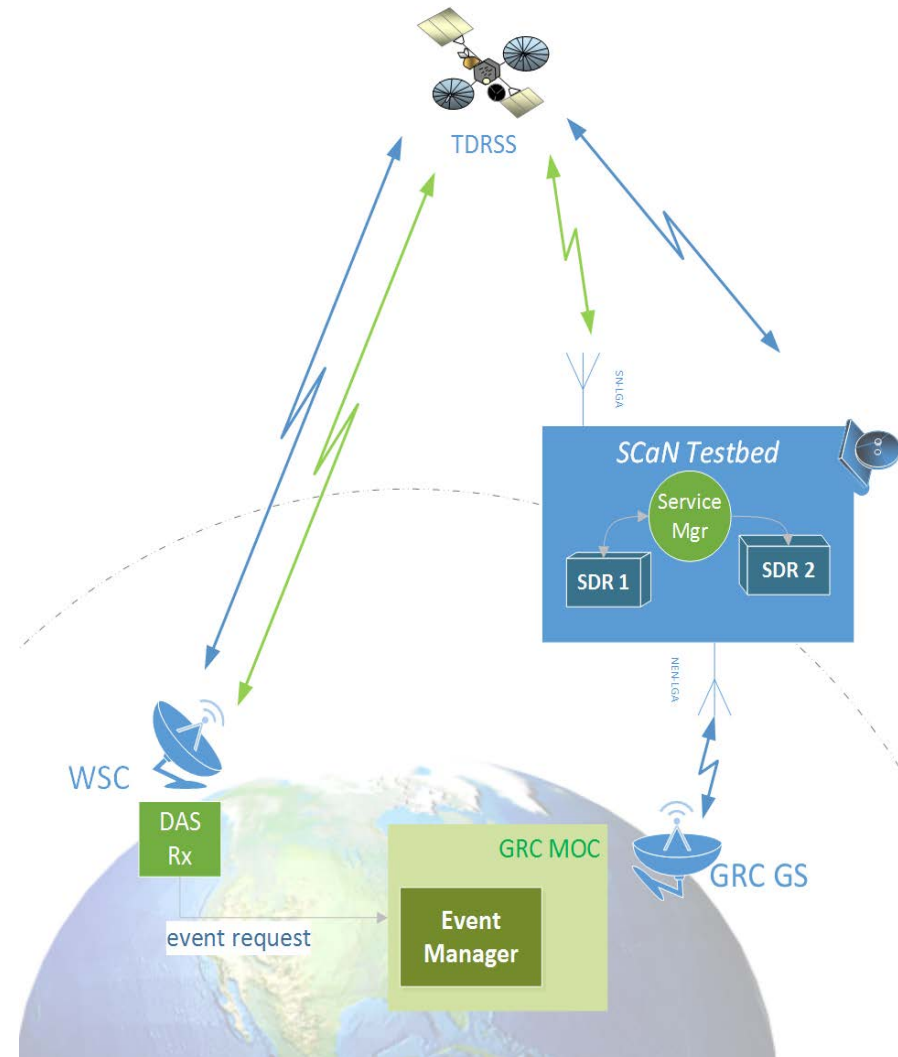 TDRSS
SN-LGA
SCaN Testbed
Service
Mgr
SDR 1
SDR 2
NEN-LGA
WSC
DAS
Rx
event request
GRC MOC
Event
Manager
GRC GS